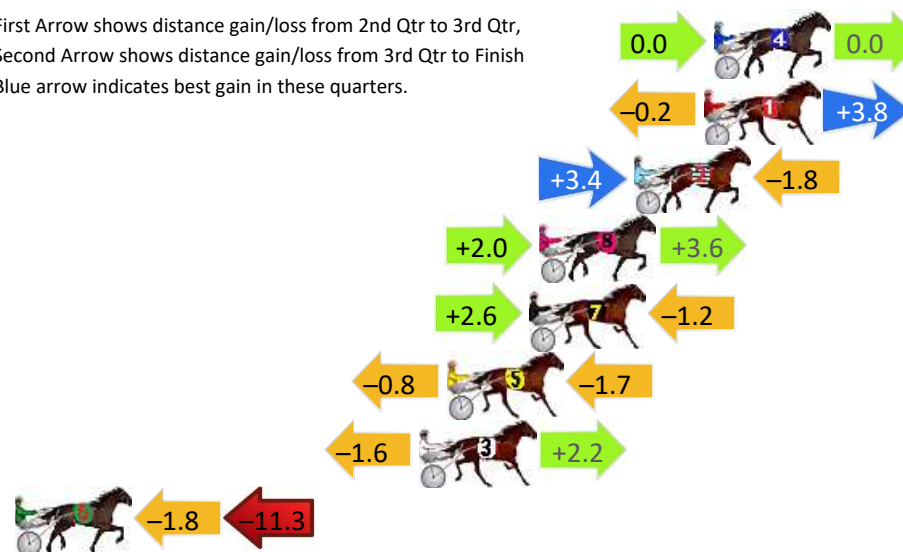 First Arrow shows distance gain/loss from 2nd Qtr to 3rd Qtr,
Second Arrow shows distance gain/loss from 3rd Qtr to Finish
Blue arrow indicates best gain in these quarters.
0.0 4 0.0
–0.2 1 +3.8
+3.4 2 –1.8
+2.0 8 +3.6
+2.6 7 –1.2
–0.8 5 –1.7
–1.6 3 +2.2
6 –1.8 –11.3